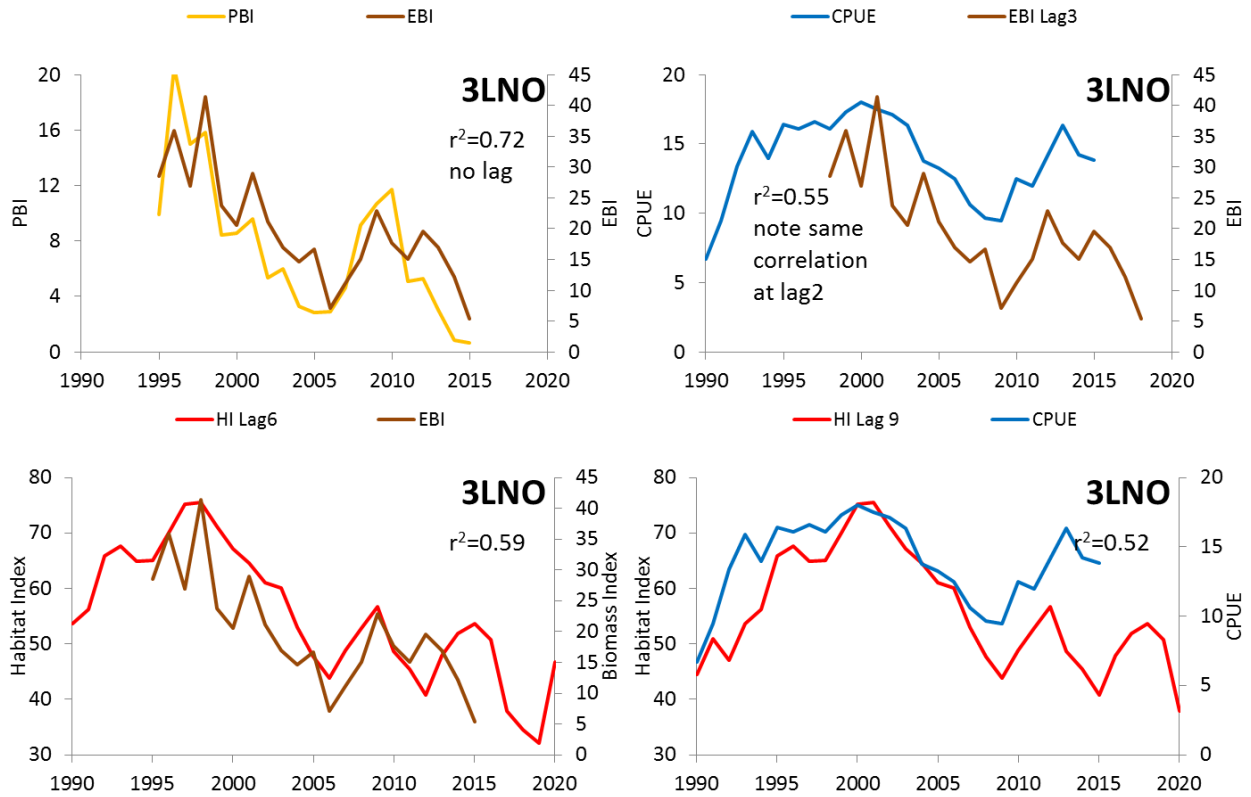 PBI EBI
20
16
12
8
4
0
PBI
45
40
35
30
25
20
15
10
5
0
EBI
3LNO
r²=0.72
no lag
1990 1995 2000 2005 2010 2015 2020
CPUE EBI Lag3
20
15
10
5
0
CPUE
45
40
35
30
25
20
15
10
5
0
EBI
3LNO
r²=0.55
note same
correlation
at lag2
1990 1995 2000 2005 2010 2015 2020
HI Lag6 EBI
80
70
60
50
40
30
Habitat Index
45
40
35
30
25
20
15
10
5
0
Biomass Index
3LNO
r²=0.59
1990 1995 2000 2005 2010 2015 2020
HI Lag 9 CPUE
80
70
60
50
40
30
Habitat Index
20
15
10
5
0
CPUE
3LNO
r²=0.52
1990 1995 2000 2005 2010 2015 2020